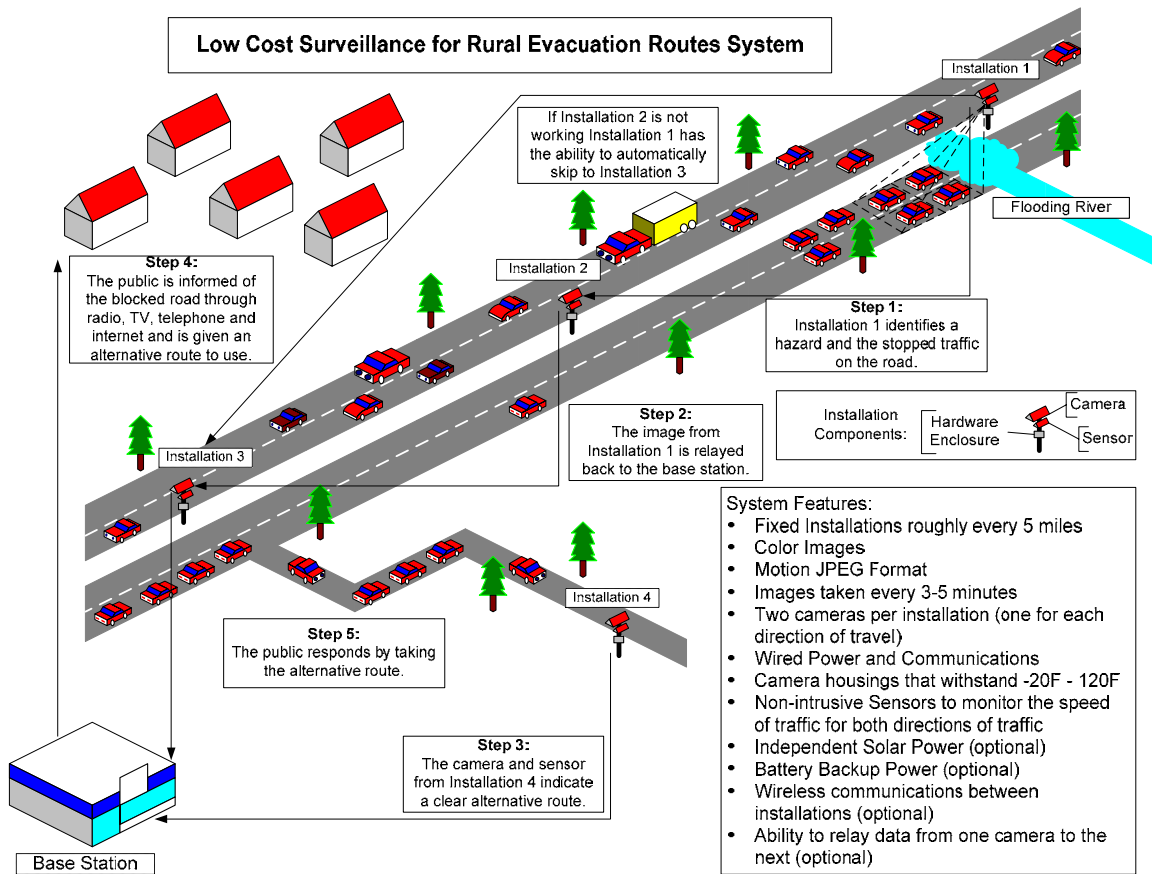 Low Cost Surveillance for Rural Evacuation Routes System
Installation 1
If Installation 2 is not
working Installation 1 has
the ability to automatically
skip to Installation 3
Flooding River
Step 4:
The public is informed of
the blocked road through
radio, TV, telephone and
internet and is given an
alternative route to use.
Installation 2
Step 1:
Installation 1 identifies a
hazard and the stopped traffic
on the road.
Installation
Components:
Hardware
Enclosure
Camera
Sensor
Step 2:
The image from
Installation 1 is relayed
back to the base station.
Installation 3
System Features:
• Fixed Installations roughly every 5 miles
• Color Images
• Motion JPEG Format
• Images taken every 3-5 minutes
• Two cameras per installation (one for each
direction of travel)
• Wired Power and Communications
• Camera housings that withstand -20F - 120F
• Non-intrusive Sensors to monitor the speed
of traffic for both directions of traffic
• Independent Solar Power (optional)
• Battery Backup Power (optional)
• Wireless communications between
installations (optional)
• Ability to relay data from one camera to the
next (optional)
Installation 4
Step 5:
The public responds by taking
the alternative route.
Step 3:
The camera and sensor
from Installation 4 indicate
a clear alternative route.
Base Station